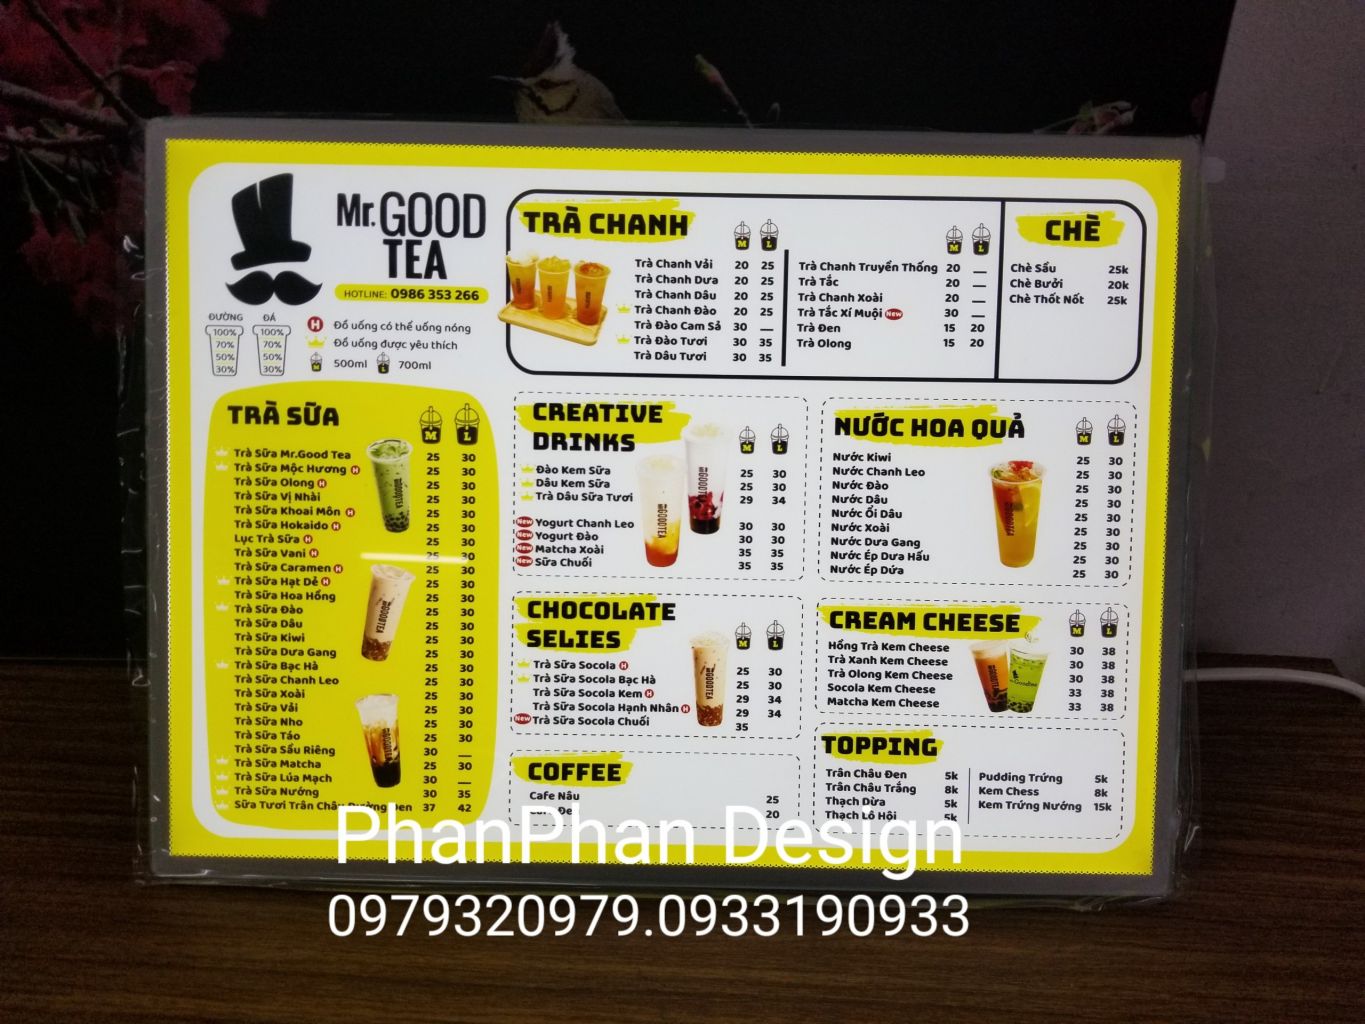 Mr. GOOD
TEA
HOTLINE: 0986 353 266
ĐƯỜNG ĐÁ
100% 100%
70% 70%
50% 50%
30% 30%
H Đồ uống có thể uống nóng
Đồ uống được yêu thích
M 500ml L 700ml
TRÀ CHANH
M L
Trà Chanh Vải 20 25
Trà Chanh Dưa 20 25
Trà Chanh Dâu 20 25
Trà Chanh Đào 20 25
Trà Đào Cam Sả 30 —
Trà Đào Tươi 30 35
Trà Dâu Tươi 30 35
M L
Trà Chanh Truyền Thống 20 —
Trà Tắc 20 —
Trà Chanh Xoài 20 —
Trà Tắc Xí Muội New 30 —
Trà Đen 15 20
Trà Olong 15 20
CHÈ
Chè Sầu 25k
Chè Bưởi 20k
Chè Thốt Nốt 25k
TRÀ SỮA
M L
Trà Sữa Mr.Good Tea 25 30
Trà Sữa Mộc Hương H 25 30
Trà Sữa Olong H 25 30
Trà Sữa Vị Nhài 25 30
Trà Sữa Khoai Môn H 25 30
Trà Sữa Hokaido H 25 30
Lục Trà Sữa H 25 30
Trà Sữa Vani H 25 30
Trà Sữa Caramen H 25 30
Trà Sữa Hạt Dẻ H 25 30
Trà Sữa Hoa Hồng 25 30
Trà Sữa Đào 25 30
Trà Sữa Dâu 25 30
Trà Sữa Kiwi 25 30
Trà Sữa Dưa Gang 25 30
Trà Sữa Bạc Hà 25 30
Trà Sữa Chanh Leo 25 30
Trà Sữa Xoài 25 30
Trà Sữa Vải 25 30
Trà Sữa Nho 25 30
Trà Sữa Táo 25 30
Trà Sữa Sầu Riêng 30 —
Trà Sữa Matcha 25 30
Trà Sữa Lúa Mạch 30 —
Trà Sữa Nướng 30 35
Sữa Tươi Trân Châu Đường Đen 37 42
CREATIVE
DRINKS
M L
Đào Kem Sữa 25 30
Dâu Kem Sữa 25 30
Trà Dâu Sữa Tươi 29 34
New Yogurt Chanh Leo 30 30
New Yogurt Đào 30 30
New Matcha Xoài 35 35
New Sữa Chuối 35 35
NƯỚC HOA QUẢ
M L
Nước Kiwi 25 30
Nước Chanh Leo 25 30
Nước Đào 25 30
Nước Dâu 25 30
Nước Ổi Dâu 25 30
Nước Xoài 25 30
Nước Dưa Gang 25 30
Nước Ép Dưa Hấu 25 30
Nước Ép Dứa 25 30
CHOCOLATE
SELIES
M L
Trà Sữa Socola H 25 30
Trà Sữa Socola Bạc Hà 25 30
Trà Sữa Socola Kem H 29 34
Trà Sữa Socola Hạnh Nhân H 29 34
New Trà Sữa Socola Chuối 35
CREAM CHEESE
M L
Hồng Trà Kem Cheese 30 38
Trà Xanh Kem Cheese 30 38
Trà Olong Kem Cheese 30 38
Socola Kem Cheese 33 38
Matcha Kem Cheese 33 38
COFFEE
Cafe Nâu 25
Cafe Đen 20
TOPPING
Trân Châu Đen 5k
Trân Châu Trắng 8k
Thạch Dừa 5k
Thạch Lô Hội 5k
Pudding Trứng 5k
Kem Chess 8k
Kem Trứng Nướng 15k
PhanPhan Design
0979320979.0933190933